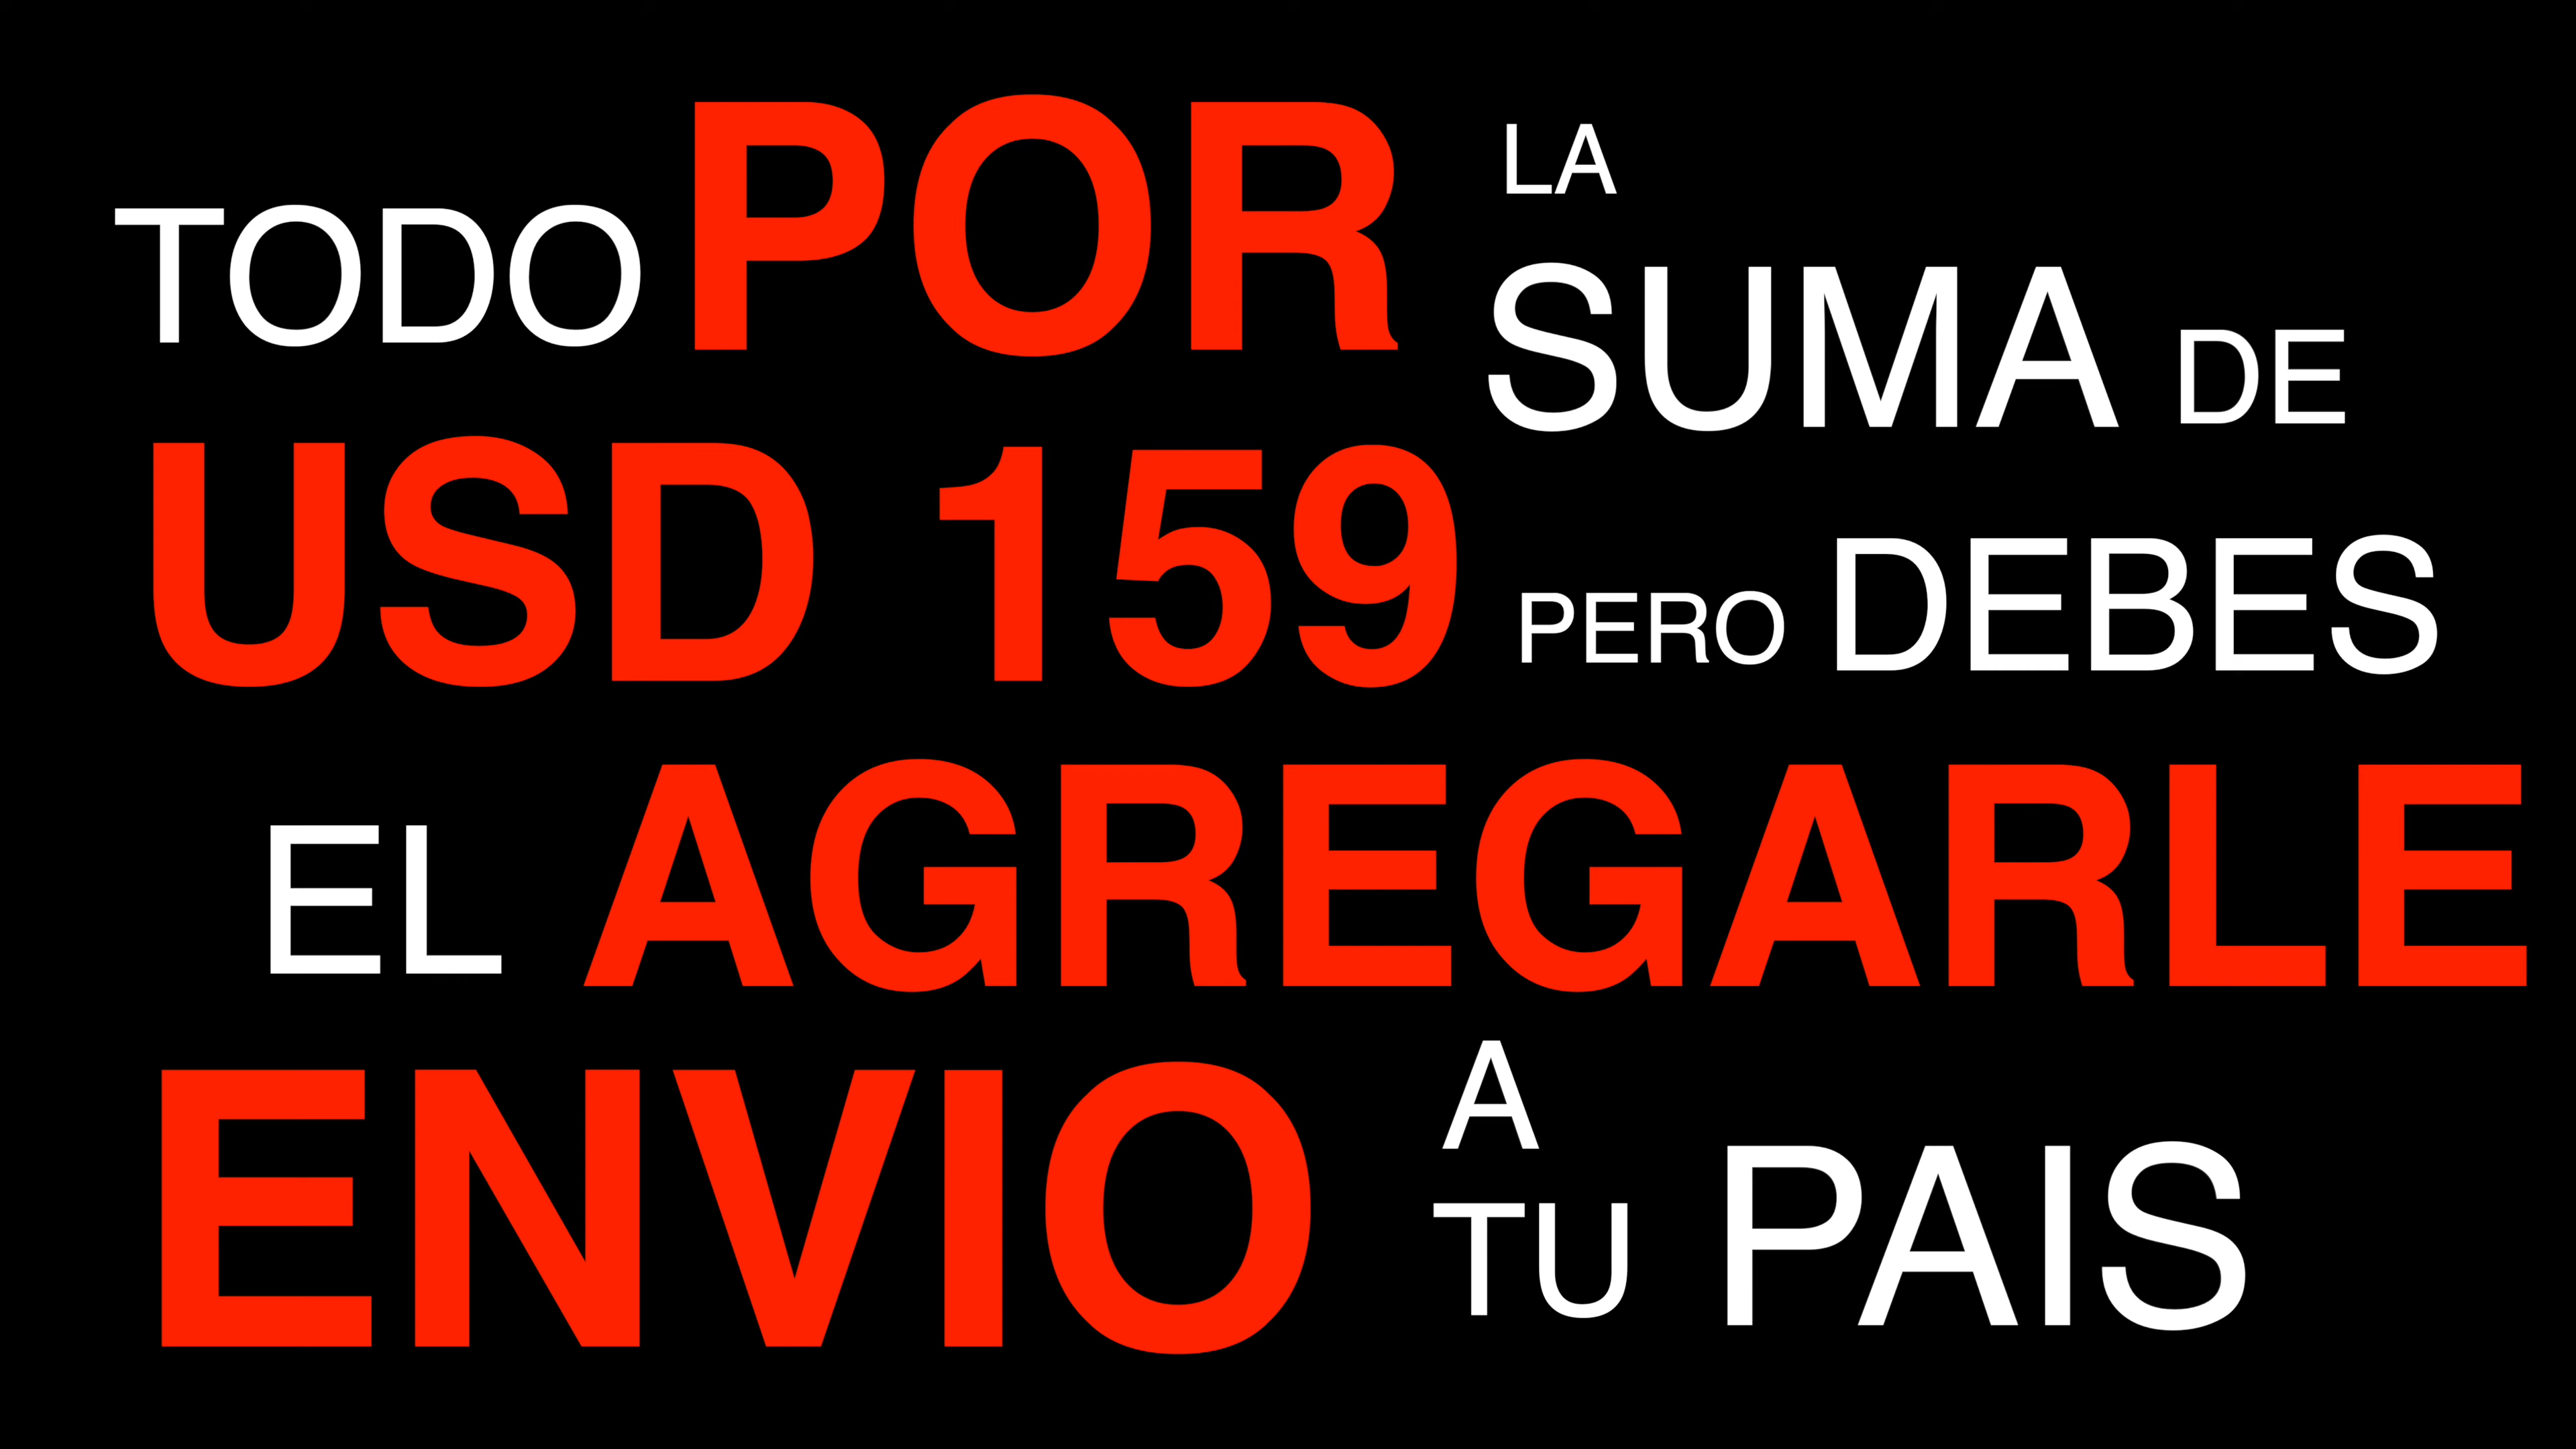 TODO POR LA
SUMA DE
USD 159 PERO DEBES
EL AGREGARLE
ENVIO A
TU PAIS